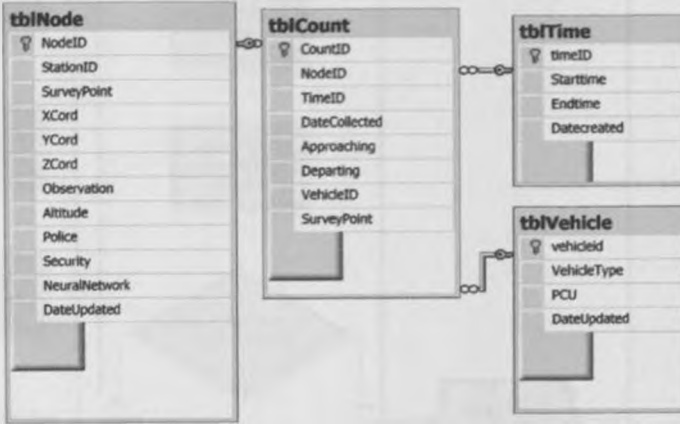 tblNode
NodeID
StationID
SurveyPoint
XCord
YCord
ZCord
Observation
Altitude
Police
Security
NeuralNetwork
DateUpdated
tblCount
CountID
NodeID
TimeID
DateCollected
Approaching
Departing
VehicleID
SurveyPoint
tblTime
timeID
Starttime
Endtime
Datecreated
tblVehicle
vehicleid
VehicleType
PCU
DateUpdated